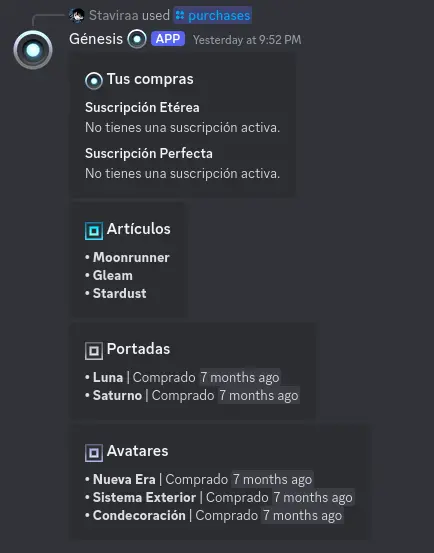 Staviraa used purchases
Génesis APP Yesterday at 9:52 PM
Tus compras
Suscripción Etérea
No tienes una suscripción activa.
Suscripción Perfecta
No tienes una suscripción activa.
Artículos
• Moonrunner
• Gleam
• Stardust
Portadas
• Luna | Comprado 7 months ago
• Saturno | Comprado 7 months ago
Avatares
• Nueva Era | Comprado 7 months ago
• Sistema Exterior | Comprado 7 months ago
• Condecoración | Comprado 7 months ago